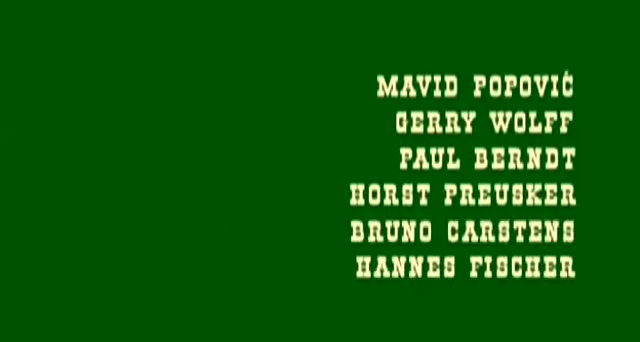 MAVID POPOVIĆ
GERRY WOLFF
PAUL BERNDT
HORST PREUSKER
BRUNO CARSTENS
HANNES FISCHER